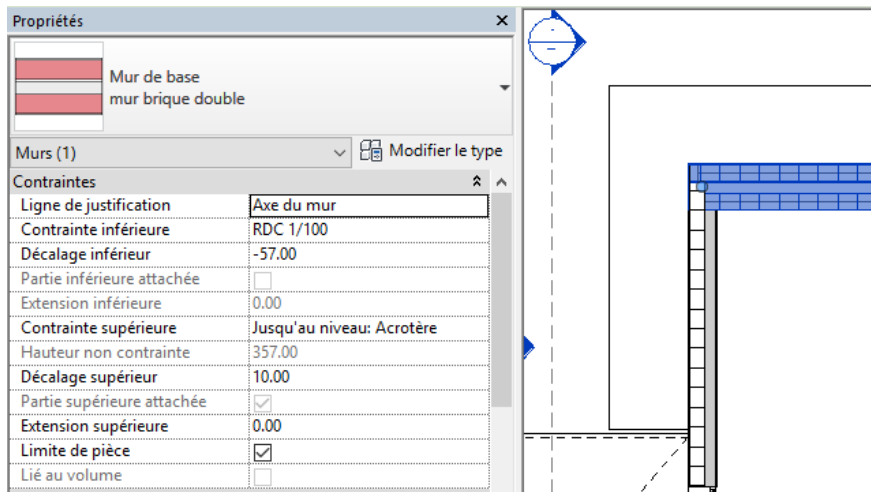 Propriétés
Mur de base
mur brique double
Murs (1) Modifier le type
Contraintes
Ligne de justification Axe du mur
Contrainte inférieure RDC 1/100
Décalage inférieur -57.00
Partie inférieure attachée
Extension inférieure 0.00
Contrainte supérieure Jusqu'au niveau: Acrotère
Hauteur non contrainte 357.00
Décalage supérieur 10.00
Partie supérieure attachée
Extension supérieure 0.00
Limite de pièce
Lié au volume